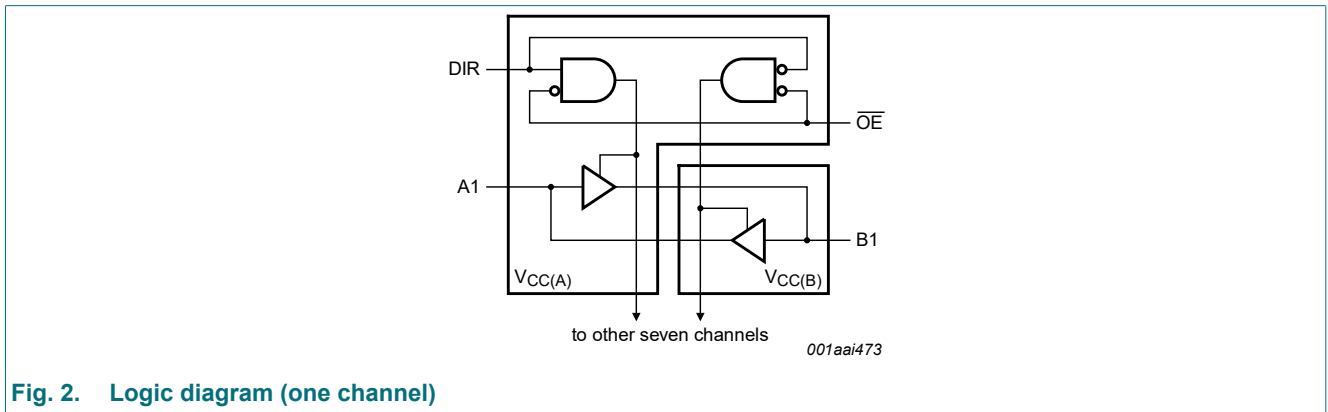 DIR
OE
A1
B1
VCC(A)
VCC(B)
to other seven channels
001aai473
Fig. 2. Logic diagram (one channel)